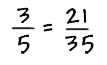 3/5 = 21/35